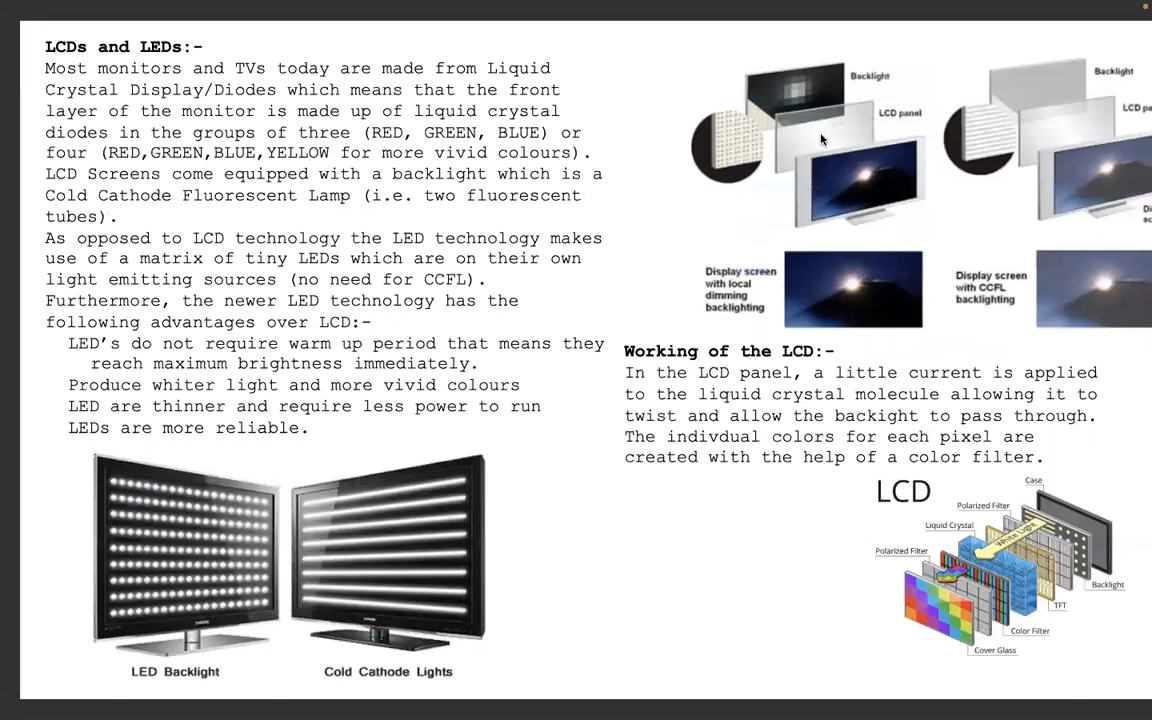 LCDs and LEDs:-
Most monitors and TVs today are made from Liquid
Crystal Display/Diodes which means that the front
layer of the monitor is made up of liquid crystal
diodes in the groups of three (RED, GREEN, BLUE) or
four (RED,GREEN,BLUE,YELLOW for more vivid colours).
LCD Screens come equipped with a backlight which is a
Cold Cathode Fluorescent Lamp (i.e. two fluorescent
tubes).
As opposed to LCD technology the LED technology makes
use of a matrix of tiny LEDs which are on their own
light emitting sources (no need for CCFL).
Furthermore, the newer LED technology has the
following advantages over LCD:-
LED’s do not require warm up period that means they
reach maximum brightness immediately.
Produce whiter light and more vivid colours
LED are thinner and require less power to run
LEDs are more reliable.
LED Backlight
Cold Cathode Lights
Backlight
LCD panel
Backlight
LCD pa
Di
sc
Display screen
with local
dimming
backlighting
Display screen
with CCFL
backlighting
Working of the LCD:-
In the LCD panel, a little current is applied
to the liquid crystal molecule allowing it to
twist and allow the backight to pass through.
The indivdual colors for each pixel are
created with the help of a color filter.
LCD
Case
Polarized Filter
Liquid Crystal
White Light
Polarized Filter
Backlight
TFT
Color Filter
Cover Glass